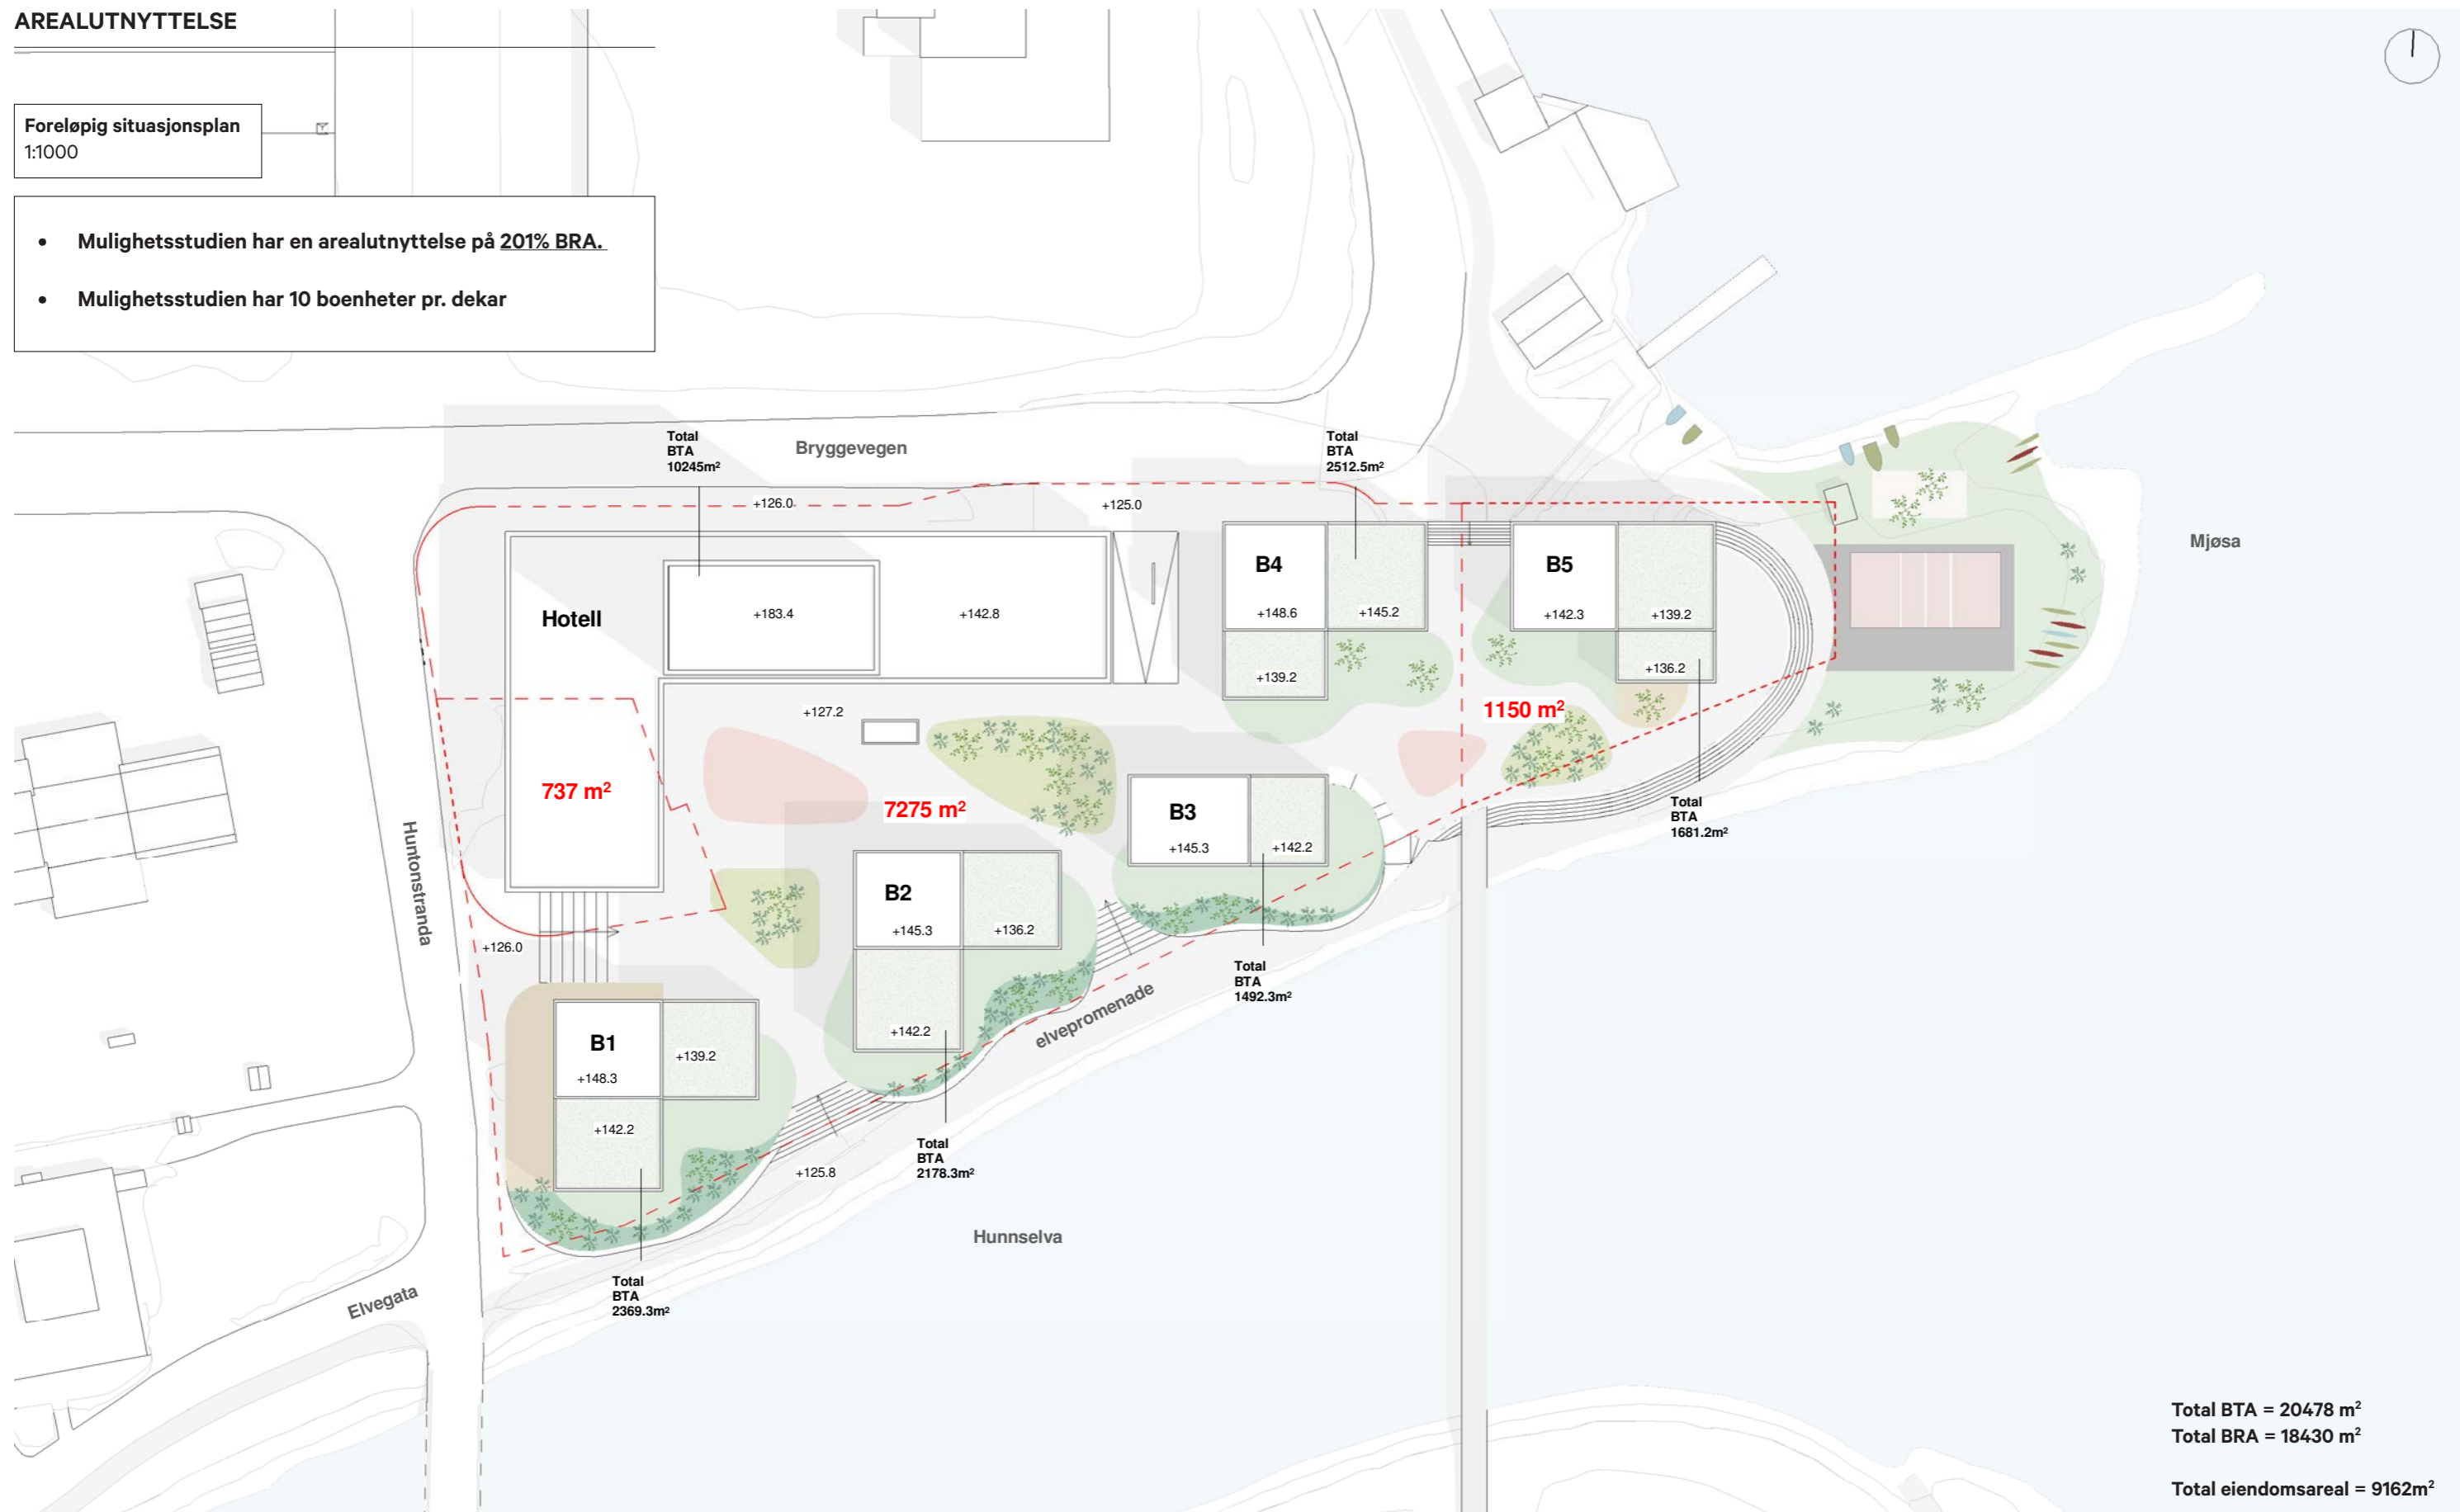 AREALUTNYTTELSE
Foreløpig situasjonsplan
1:1000
• Mulighetsstudien har en arealutnyttelse på 201% BRA.
• Mulighetsstudien har 10 boenheter pr. dekar
Total
BTA
10245m²
Bryggevegen
Total
BTA
2512.5m²
+126.0
+125.0
Mjøsa
B4
B5
Hotell
+183.4
+142.8
+148.6
+145.2
+142.3
+139.2
+139.2
+136.2
+127.2
1150 m²
737 m²
7275 m²
B3
+145.3
+142.2
Total
BTA
1681.2m²
Huntonstranda
B2
+145.3
+136.2
+126.0
Total
BTA
1492.3m²
elvepromenade
+142.2
B1
+139.2
+148.3
+142.2
Total
BTA
2178.3m²
+125.8
Hunnselva
Total
BTA
2369.3m²
Elvegata
Total BTA = 20478 m²
Total BRA = 18430 m²
Total eiendomsareal = 9162m²